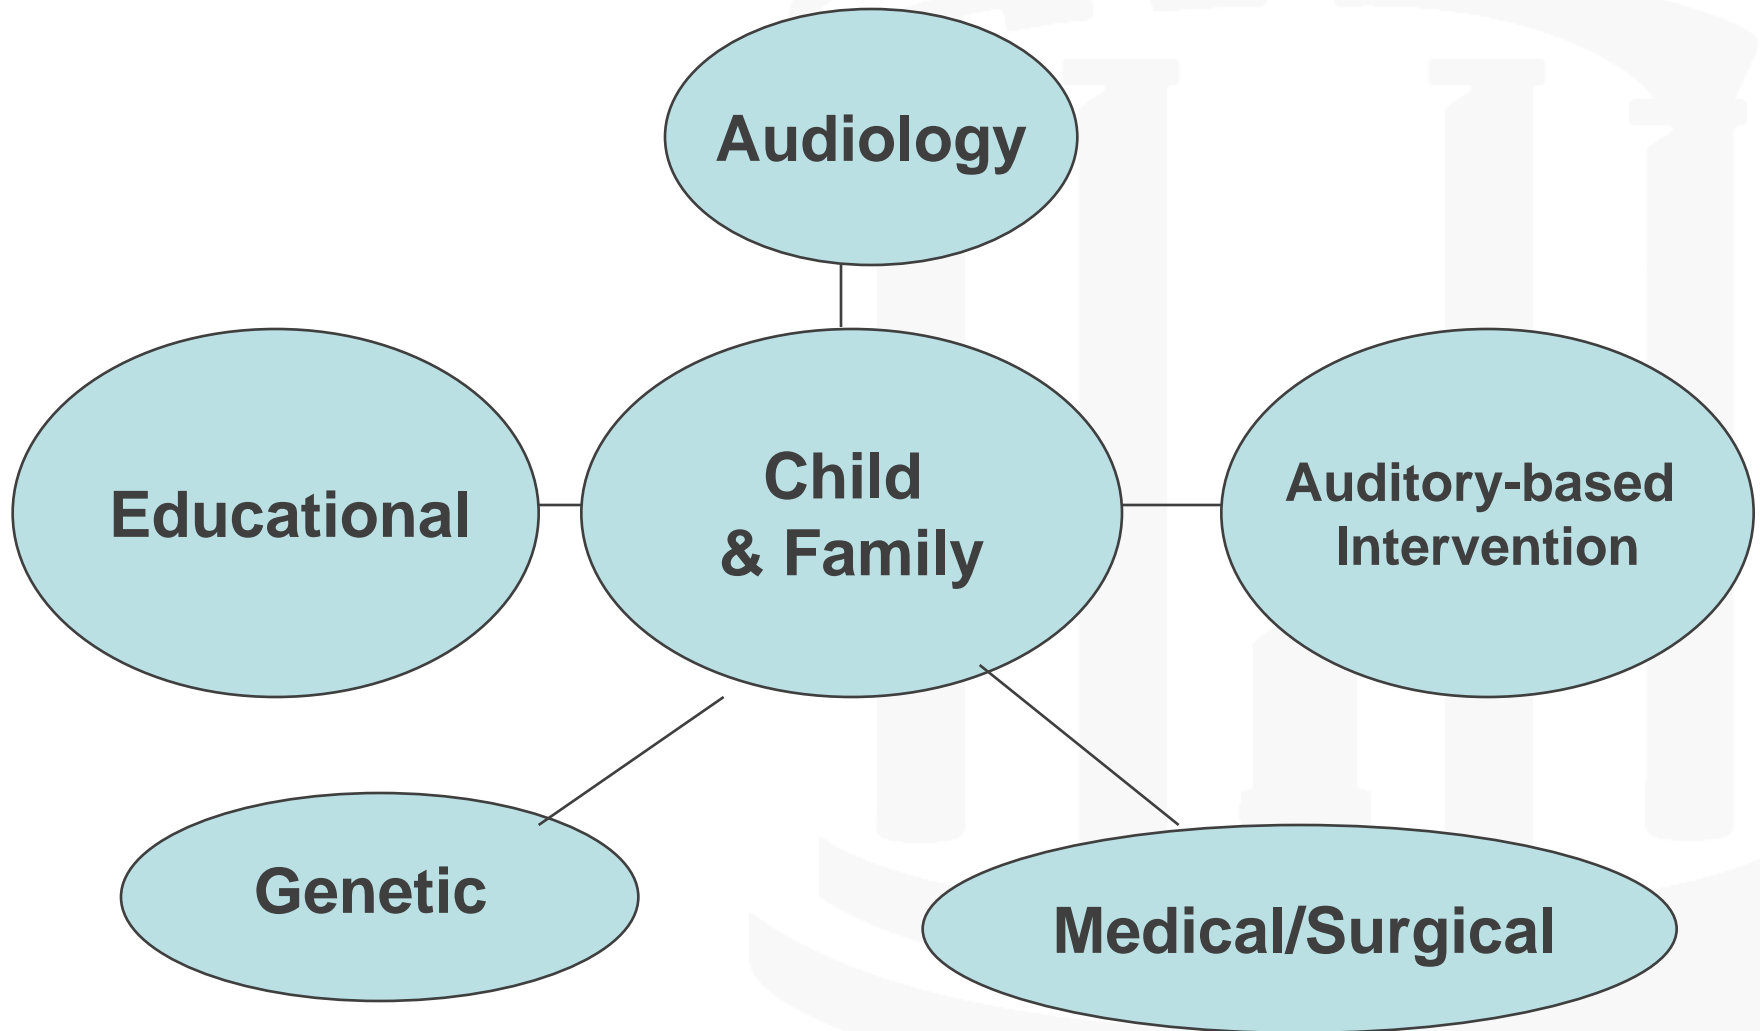 Audiology
Educational
Child
& Family
Auditory-based
Intervention
Genetic
Medical/Surgical